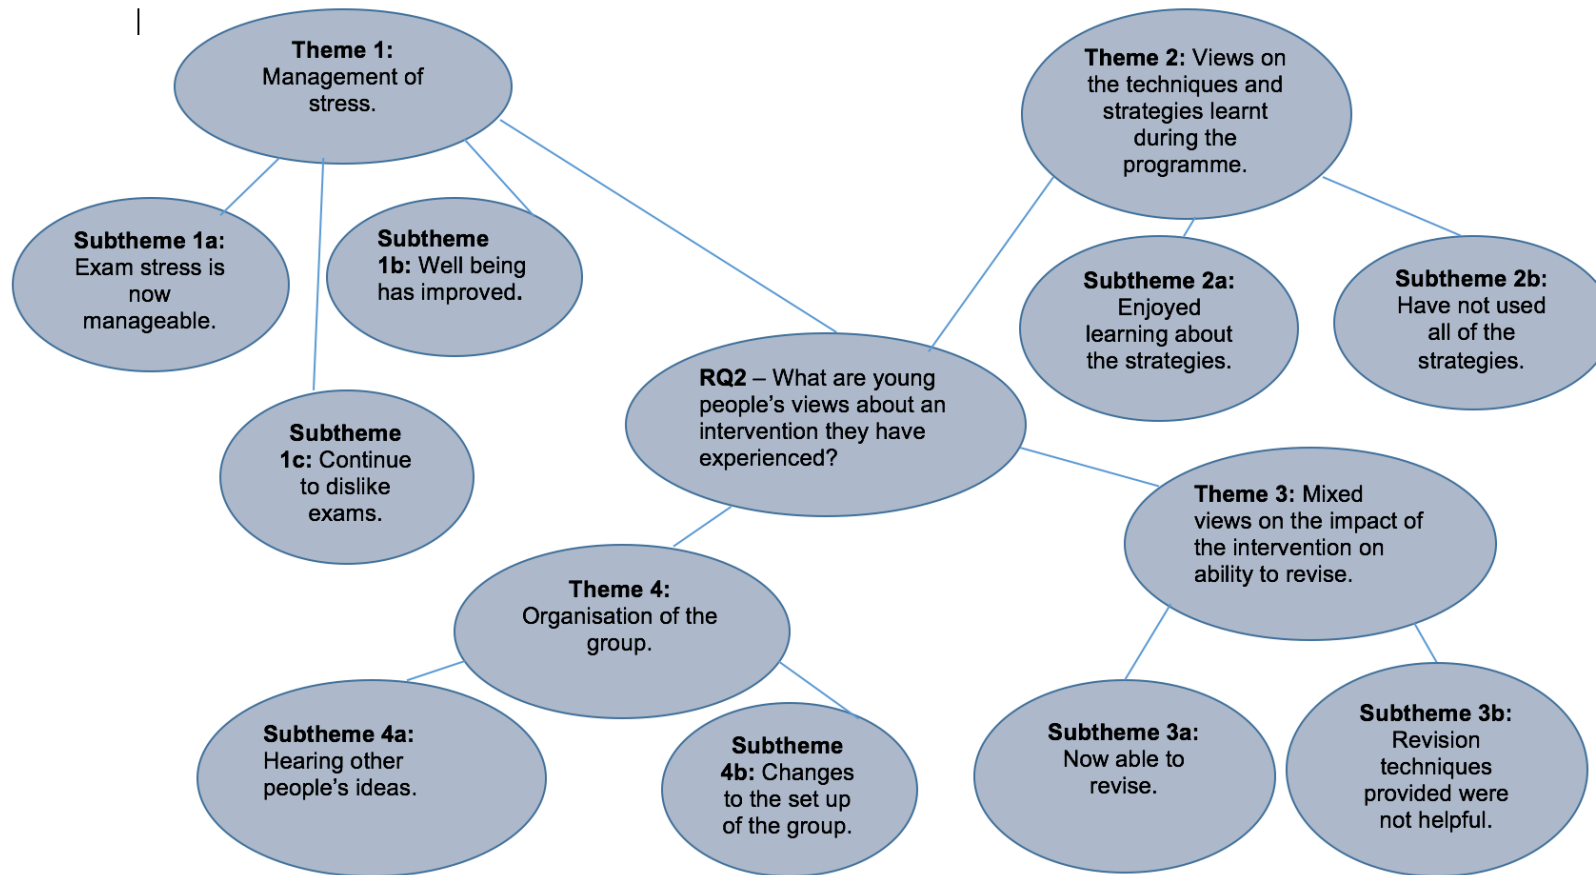 Theme 1:
Management of
stress.
Theme 2: Views on
the techniques and
strategies learnt
during the
programme.
Subtheme 1a:
Exam stress is
now
manageable.
Subtheme
1b: Well being
has improved.
Subtheme 2a:
Enjoyed
learning about
the strategies.
Subtheme 2b:
Have not used
all of the
strategies.
RQ2 – What are young
people’s views about an
intervention they have
experienced?
Subtheme
1c: Continue
to dislike
exams.
Theme 3: Mixed
views on the impact of
the intervention on
ability to revise.
Theme 4:
Organisation of the
group.
Subtheme 4a:
Hearing other
people’s ideas.
Subtheme
4b: Changes
to the set up
of the group.
Subtheme 3a:
Now able to
revise.
Subtheme 3b:
Revision
techniques
provided were
not helpful.